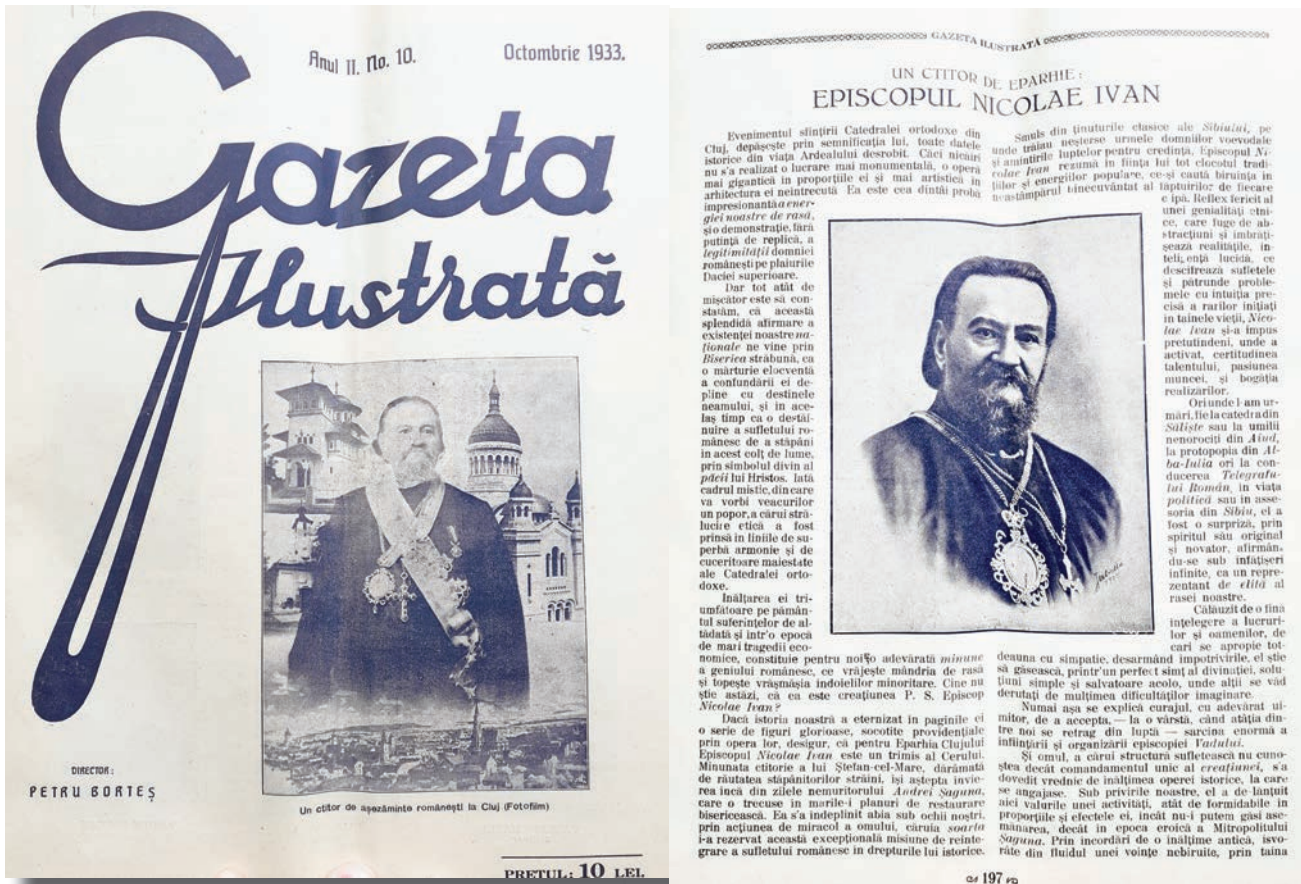 Anul II. No. 10.
Octombrie 1933.
Gazeta
Ilustrată
Un ctitor de așezăminte românești la Cluj (Fotofilm)
DIRECTOR:
PETRU BORTEȘ
PREȚUL: 10 LEI.
GAZETA ILUSTRATĂ
UN CTITOR DE EPARHIE:
EPISCOPUL NICOLAE IVAN
Evenimentul sfințirii Catedralei ortodoxe din
Cluj, depășește prin semnificația lui, toate datele
istorice din viața Ardealului desrobit. Căci nicăiri
nu s'a realizat o lucrare mai monumentală, o operă
mai gigantică în proporțiile ei și mai artistică în
arhitectura ei neîntrecută Ea este cea dintâi probă
impresionantă a ener-
giei noastre de rasă,
și o demonstrație, fără
putință de replică, a
legitimității domniei
românești pe plaiurile
Daciei superioare.
Dar tot atât de
mișcător este să con-
statăm, că această
splendidă afirmare a
existenței noastre na-
ționale ne vine prin
Biserica străbună, ca
o mărturie elocventă
a confundării ei de-
pline cu destinele
neamului, și în ace-
laș timp ca o destăi-
nuire a sufletului ro-
mânesc de a stăpâni
în acest colț de lume,
prin simbolul divin al
păcii lui Hristos. Iată
cadrul mistic, din care
va vorbi veacurilor
un popor, a cărui stră-
lucire etică a fost
prinsă în liniile de su-
perbă armonie și de
cuceritoare maiestate
ale Catedralei orto-
doxe.
Inălțarea ei tri-
umfătoare pe pămân-
tul suferințelor de al-
tădată și într'o epocă
de mari tragedii eco-
nomice, constituie pentru noi o adevărată minune
a geniului românesc, ce vrăjește mândria de rasă
și topește vrășmășia îndoielilor minoritare. Cine nu
știe astăzi, că ea este creațiunea P. S. Episcop
Nicolae Ivan?
Dacă istoria noastră a eternizat în paginile ei
o serie de figuri glorioase, socotite providențiale
prin opera lor, desigur, că pentru Eparhia Clujului
Episcopul Nicolae Ivan este un trimis al Cerului.
Minunata ctitorie a lui Ștefan-cel-Mare, dărâmată
de răutatea stăpânitorilor străini, își aștepta învie-
rea încă din zilele nemuritorului Andrei Șaguna,
care o trecuse în marile-i planuri de restaurare
bisericească. Ea s'a îndeplinit abia sub ochii noștri,
prin acțiunea de miracol a omului, căruia soarta
i-a rezervat această excepțională misiune de reinte-
grare a sufletului românesc în drepturile lui istorice.
Smuls din ținuturile clasice ale Sibiului, pe
unde trăiau neșterse urmele domniilor voevodale
și amintirile luptelor pentru credință, Episcopul Ni-
colae Ivan rezumă în ființa lui tot clocotul tradi-
țiilor și energiilor populare, ce-și caută biruința în
neastâmpărul binecuvântat al făptuirilor de fiecare
clipă. Reflex fericit al
unei genialități etni-
ce, care fuge de ab-
stracțiuni și îmbrăți-
șează realitățile, in-
teligență lucidă, ce
descifrează sufletele
și pătrunde proble-
mele cu intuiția pre-
cisă a rarilor inițiați
în tainele vieții, Nico-
lae Ivan și-a impus
pretutindeni, unde a
activat, certitudinea
talentului, pasiunea
muncei, și bogăția
realizărilor.
Ori unde l-am ur-
mări, fie la catedra din
Săliște sau la umilii
nenorociți din Aiud,
la protopopia din Al-
ba-Iulia ori la con-
ducerea Telegrafu-
lui Român, în viața
politică sau în asse-
soria din Sibiu, el a
fost o surpriză, prin
spiritul său original
și novator, afirmân-
du-se sub înfățișeri
infinite, ca un repre-
zentant de elită al
rasei noastre.
Călăuzit de o fină
înțelegere a lucruri-
lor și oamenilor, de
cari se apropie tot-
deauna cu simpatie, desarmând împotrivirile, el știe
să găsească, printr'un perfect simț al divinației, solu-
țiuni simple și salvatoare acolo, unde alții se văd
derutați de mulțimea dificultăților imaginare.
Numai așa se explică curajul, cu adevărat ui-
mitor, de a accepta, — la o vârstă, când atâția din-
tre noi se retrag din luptă — sarcina enormă a
înființării și organizării episcopiei Vadului.
Și omul, a cărui structură sufletească nu cuno-
ștea decât comandamentul unic al creațiunei, s'a
dovedit vrednic de înălțimea operei istorice, la care
se angajase. Sub privirile noastre, el a de-lănțuit
aici valurile unei activități, atât de formidabile în
proporțiile și efectele ei, încât nu-i putem găsi ase-
mănarea, decât în epoca eroică a Mitropolitului
Șaguna. Prin încordări de o înălțime antică, isvo-
râte din fluidul unei voințe nebiruite, prin taina
197